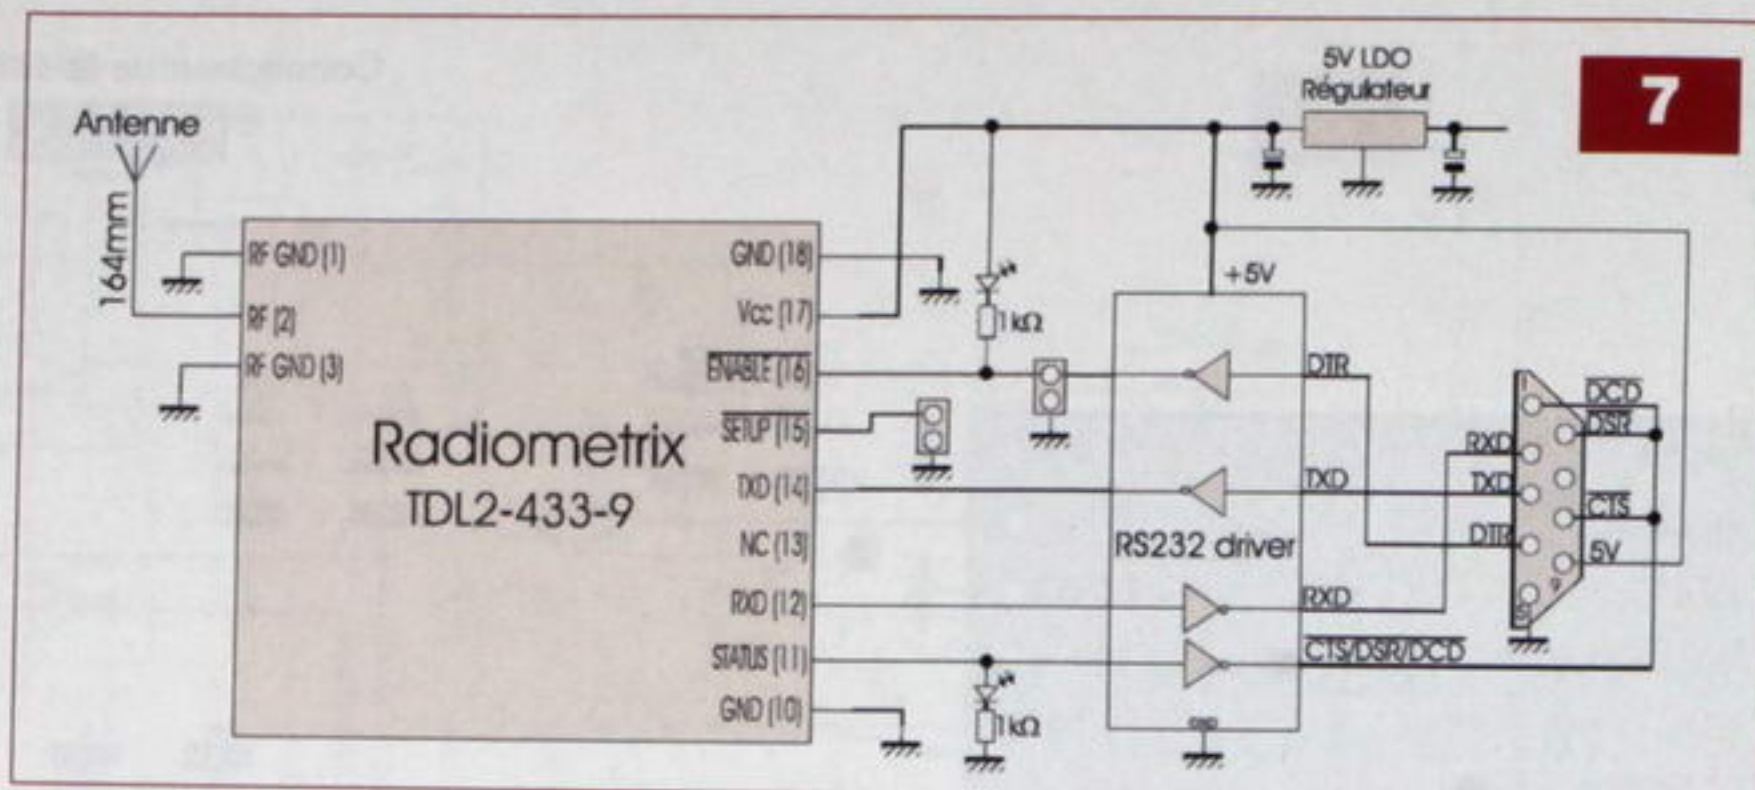 5V LDO
Régulateur
7
Antenne
164mm
RF GND (1)
RF (2)
RF GND (3)
Radiometrix
TDL2-433-9
GND (18)
Vcc (17)
ENABLE (16)
SETUP (15)
TXD (14)
NC (13)
RXD (12)
STATUS (11)
GND (10)
1kΩ
1kΩ
+5V
RS232 driver
GND
DTR
TXD
RXD
CTS/DSR/DCD
RXD
TXD
DTR
1
5
9
DCD
DSR
CTS
5V